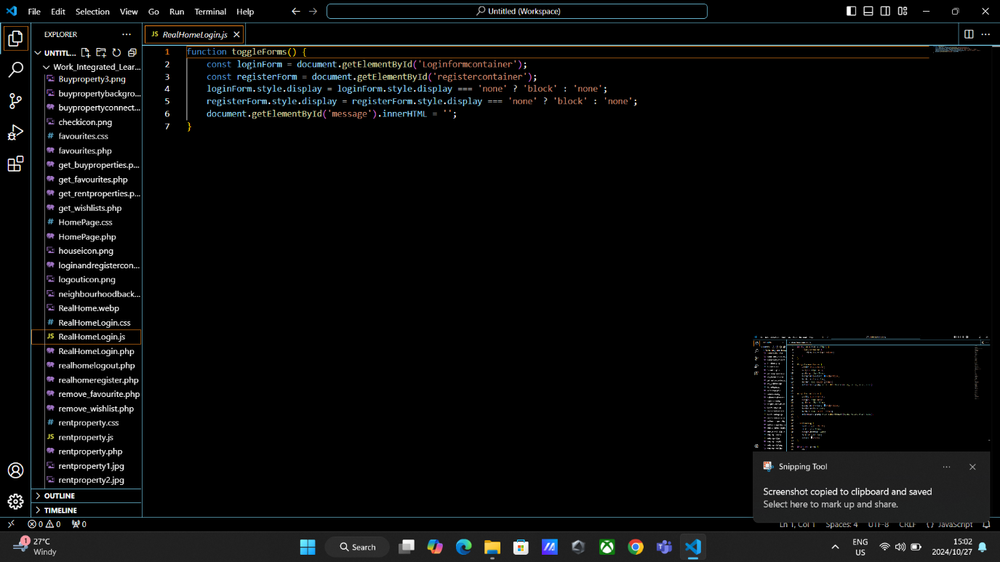 File Edit Selection View Go Run Terminal Help
Untitled (Workspace)
EXPLORER
UNTITL...
Work_Integrated_Lear...
Buyproperty3.png
buypropertybackgro...
buypropertyconnect...
checkicon.png
# favourites.css
favourites.php
get_buyproperties.p...
get_favourites.php
get_rentproperties.p...
get_wishlists.php
# HomePage.css
HomePage.php
houseicon.png
loginandregistercon...
logouticon.png
neighbourhoodback...
RealHome.webp
# RealHomeLogin.css
JS RealHomeLogin.js
RealHomeLogin.php
realhomelogout.php
realhomeregister.php
remove_favourite.php
remove_wishlist.php
# rentproperty.css
JS rentproperty.js
rentproperty.php
rentproperty1.jpg
rentproperty2.jpg
OUTLINE
TIMELINE
JS RealHomeLogin.js
1 function toggleForms() {
2 const loginForm = document.getElementById('Loginformcontainer');
3 const registerForm = document.getElementById('registercontainer');
4 loginForm.style.display = loginForm.style.display === 'none' ? 'block' : 'none';
5 registerForm.style.display = registerForm.style.display === 'none' ? 'block' : 'none';
6 document.getElementById('message').innerHTML = '';
7 }
Snipping Tool
Screenshot copied to clipboard and saved
Select here to mark up and share.
0 0 0
Ln 1, Col 1 Spaces: 4 UTF-8 CRLF {} JavaScript
1
27°C
Windy
Search
ENG
US
15:02
2024/10/27